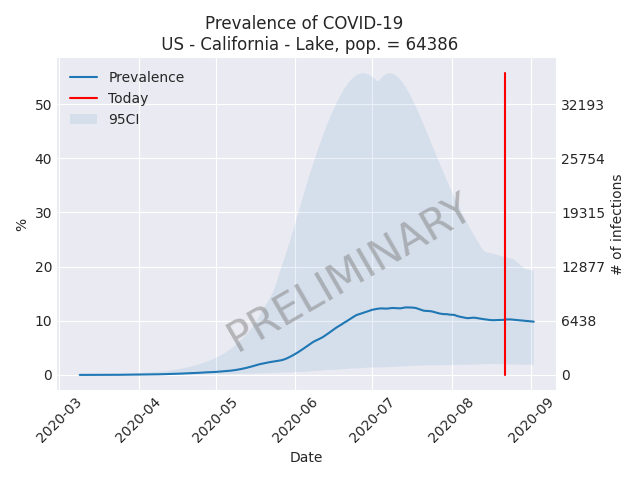 Prevalence of COVID-19
US - California - Lake, pop. = 64386
Prevalence
Today
95CI
50
40
30
20
10
0
%
32193
25754
19315
12877
6438
0
# of infections
PRELIMINARY
2020-03
2020-04
2020-05
2020-06
2020-07
2020-08
2020-09
Date